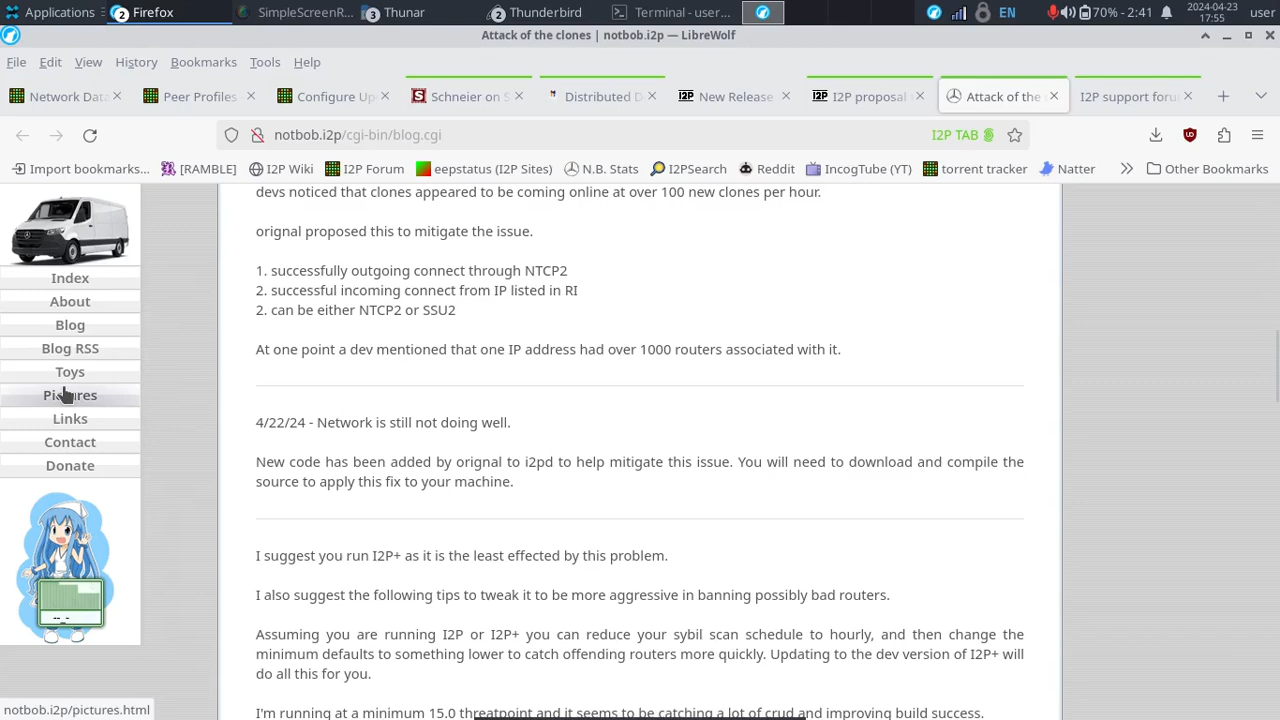 Applications
2 Firefox
SimpleScreenR...
3 Thunar
2 Thunderbird
Terminal - user...
EN
70% - 2:41
2024-04-23
17:55
user
Attack of the clones | notbob.i2p — LibreWolf
File Edit View History Bookmarks Tools Help
Network Data
Peer Profiles
Configure Up
Schneier on S
Distributed D
I2P New Release
I2P I2P proposal
Attack of the
I2P support foru
notbob.i2p/cgi-bin/blog.cgi
I2P TAB
Import bookmarks...
[RAMBLE]
I2P Wiki
I2P Forum
eepstatus (I2P Sites)
N.B. Stats
I2PSearch
Reddit
IncogTube (YT)
torrent tracker
Natter
Other Bookmarks
Index
About
Blog
Blog RSS
Toys
Pictures
Links
Contact
Donate
devs noticed that clones appeared to be coming online at over 100 new clones per hour.
orignal proposed this to mitigate the issue.
1. successfully outgoing connect through NTCP2
2. successful incoming connect from IP listed in RI
2. can be either NTCP2 or SSU2
At one point a dev mentioned that one IP address had over 1000 routers associated with it.
4/22/24 - Network is still not doing well.
New code has been added by orignal to i2pd to help mitigate this issue. You will need to download and compile the
source to apply this fix to your machine.
I suggest you run I2P+ as it is the least effected by this problem.
I also suggest the following tips to tweak it to be more aggressive in banning possibly bad routers.
Assuming you are running I2P or I2P+ you can reduce your sybil scan schedule to hourly, and then change the
minimum defaults to something lower to catch offending routers more quickly. Updating to the dev version of I2P+ will
do all this for you.
I'm running at a minimum 15.0 threatpoint and it seems to be catching a lot of crud and improving build success.
notbob.i2p/pictures.html